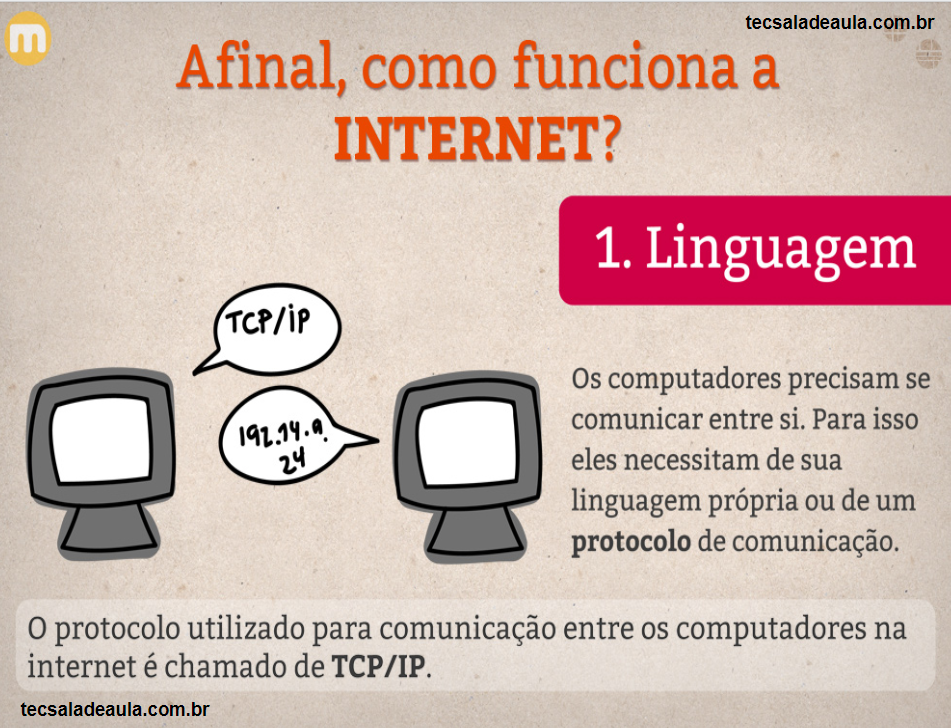 m
tecsaladeaula.com.br
Afinal, como funciona a
INTERNET?
1. Linguagem
TCP/IP
192.14.9.
24
Os computadores precisam se
comunicar entre si. Para isso
eles necessitam de sua
linguagem própria ou de um
protocolo de comunicação.
O protocolo utilizado para comunicação entre os computadores na
internet é chamado de TCP/IP.
tecsaladeaula.com.br